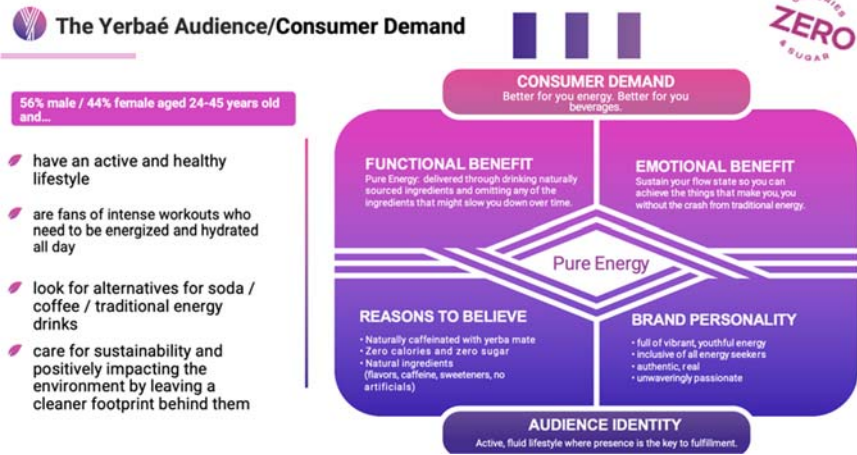 The Yerbaé Audience/Consumer Demand
ZERO
& SUGAR
56% male / 44% female aged 24-45 years old
and...
have an active and healthy
lifestyle
are fans of intense workouts who
need to be energized and hydrated
all day
look for alternatives for soda /
coffee / traditional energy
drinks
care for sustainability and
positively impacting the
environment by leaving a
cleaner footprint behind them
CONSUMER DEMAND
Better for you energy. Better for you
beverages.
FUNCTIONAL BENEFIT
Pure Energy: delivered through drinking naturally
sourced ingredients and omitting any of the
ingredients that might slow you down over time.
EMOTIONAL BENEFIT
Sustain your flow state so you can
achieve the things that make you, you
without the crash from traditional energy.
Pure Energy
REASONS TO BELIEVE
• Naturally caffeinated with yerba mate
• Zero calories and zero sugar
• Natural ingredients
(flavors, caffeine, sweeteners, no
artificials)
BRAND PERSONALITY
• full of vibrant, youthful energy
• inclusive of all energy seekers
• authentic, real
• unwaveringly passionate
AUDIENCE IDENTITY
Active, fluid lifestyle where presence is the key to fulfillment.